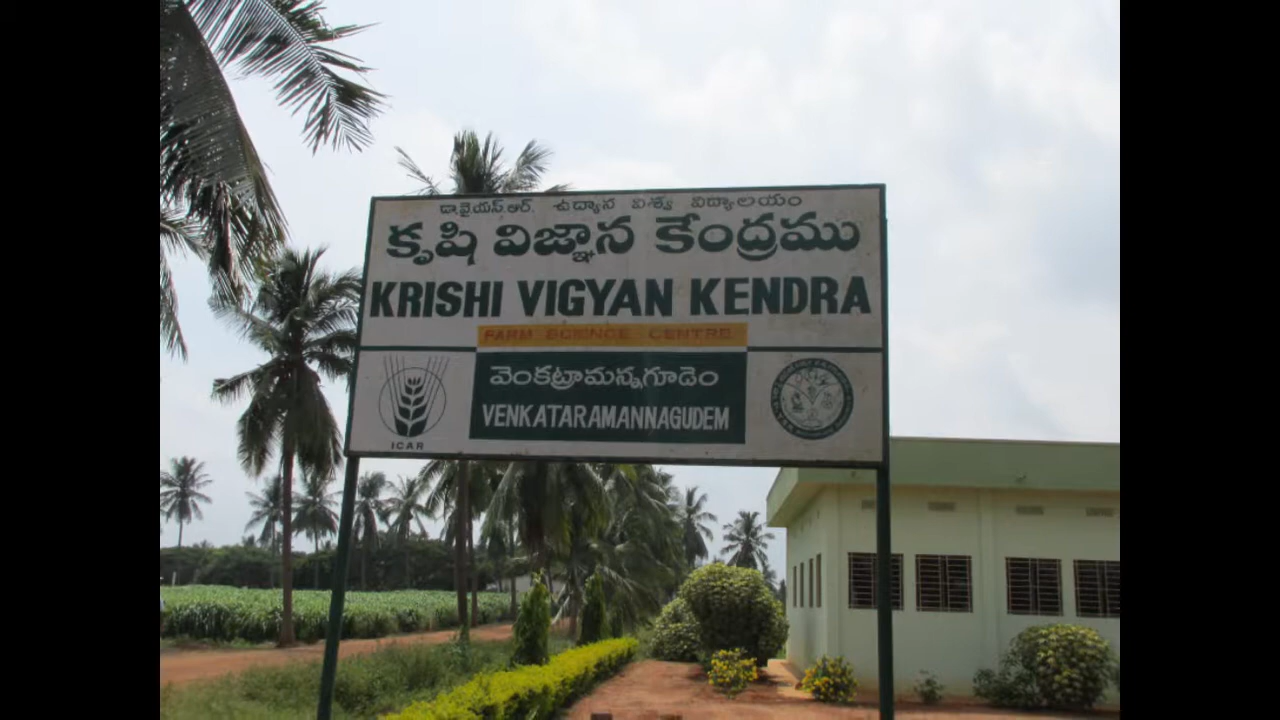 డా.వై.యస్.ఆర్. ఉద్యాన విశ్వ విద్యాలయం
కృషి విజ్ఞాన కేంద్రము
KRISHI VIGYAN KENDRA
FARM SCIENCE CENTRE
వెంకట్రామన్నగూడెం
VENKATARAMANNAGUDEM
ICAR